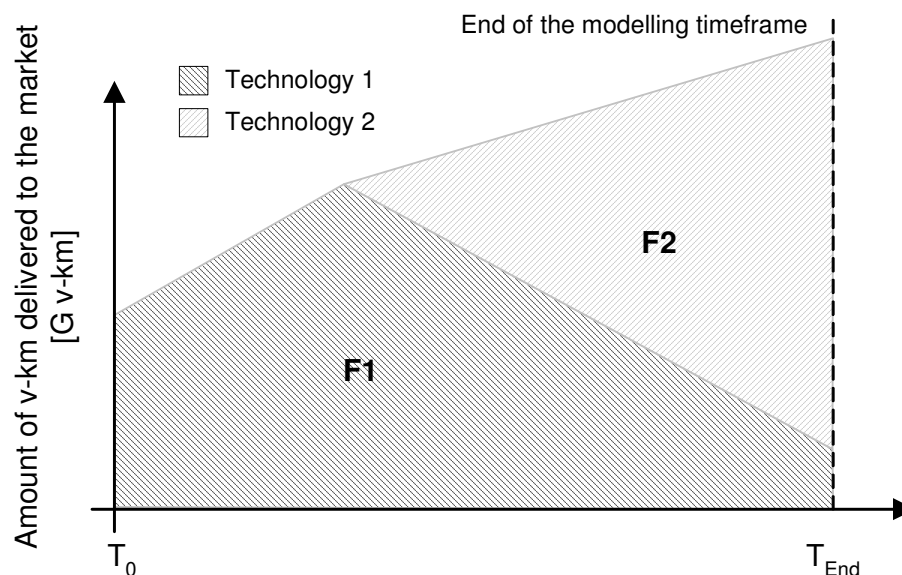 End of the modelling timeframe
Technology 1
Technology 2
Amount of v-km delivered to the market
[G v-km]
F2
F1
T0
TEnd